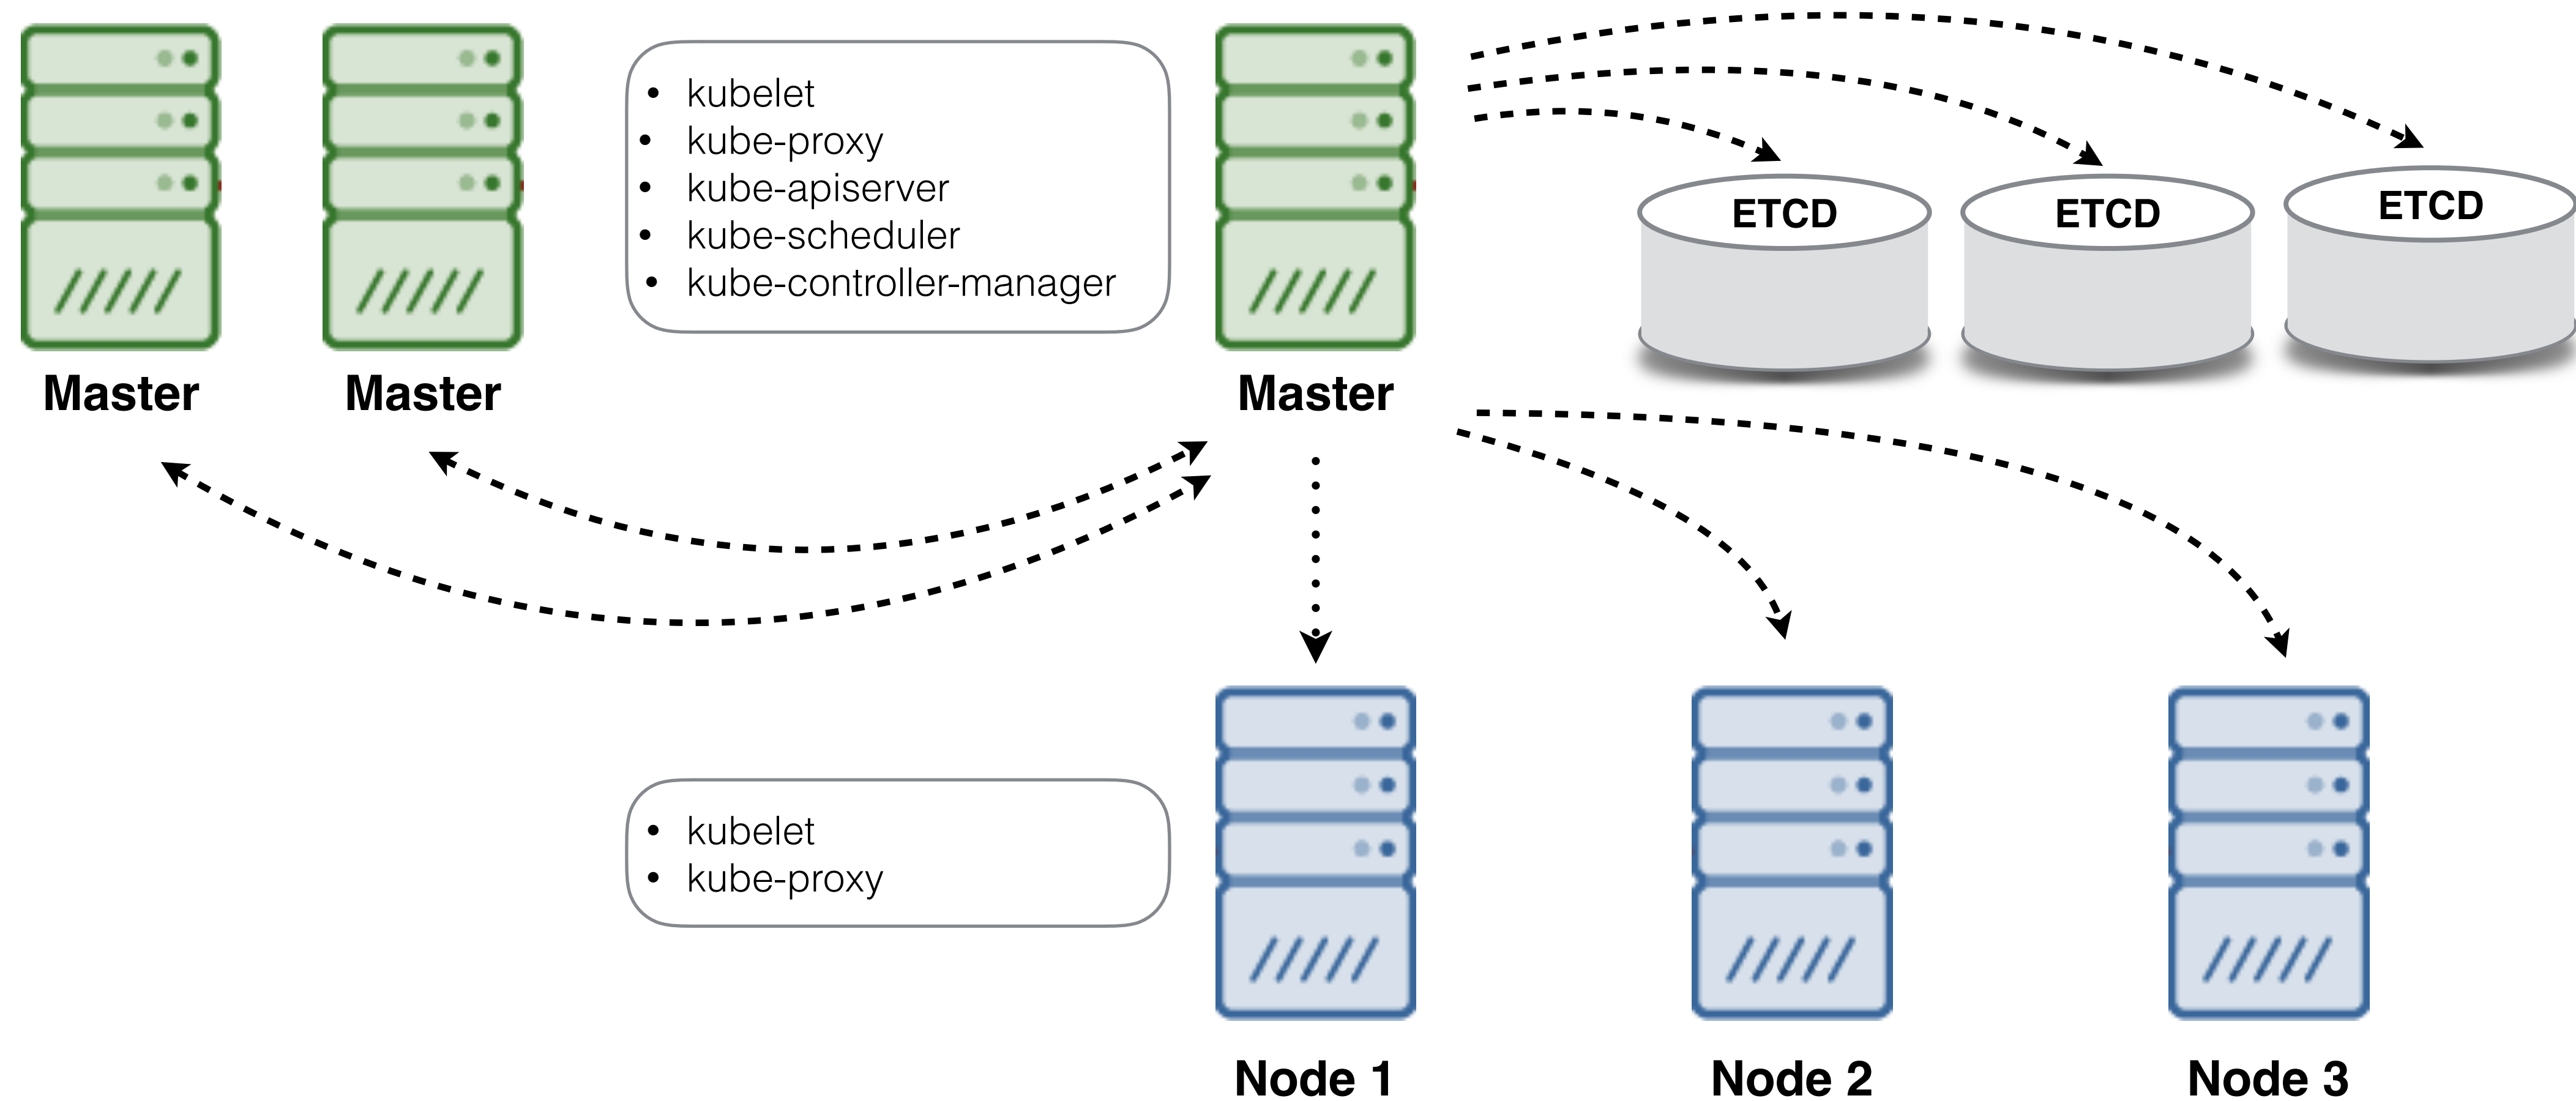 • kubelet
• kube-proxy
• kube-apiserver
• kube-scheduler
• kube-controller-manager
ETCD
ETCD
ETCD
Master
Master
Master
• kubelet
• kube-proxy
Node 1
Node 2
Node 3